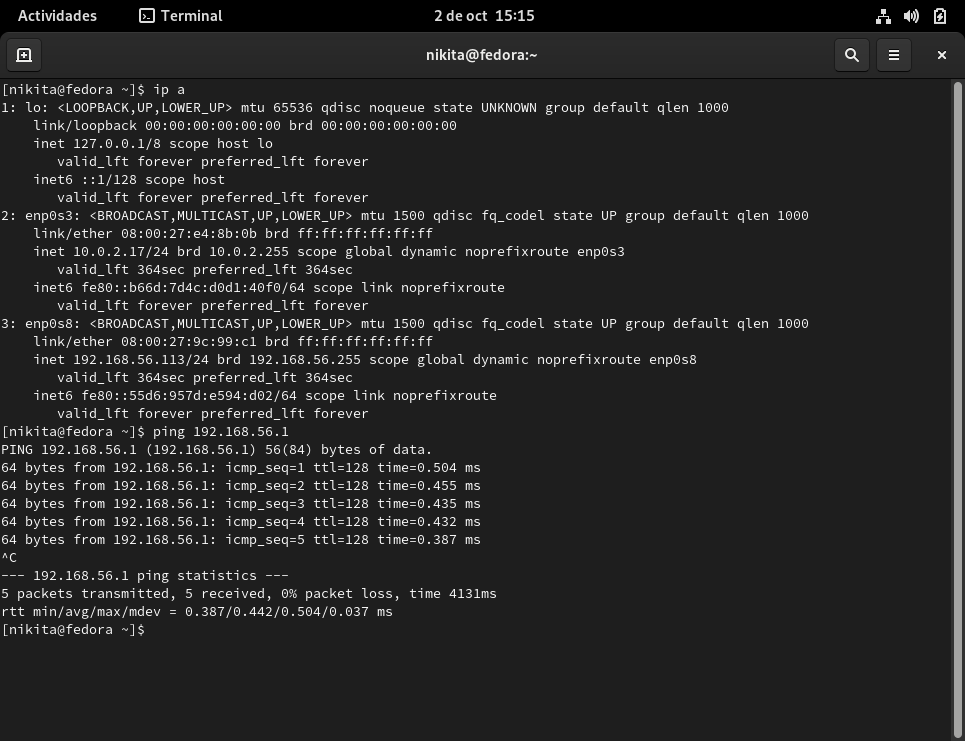 Actividades
Terminal
2 de oct 15:15
nikita@fedora:~
[nikita@fedora ~]$ ip a
1: lo: <LOOPBACK,UP,LOWER_UP> mtu 65536 qdisc noqueue state UNKNOWN group default qlen 1000
    link/loopback 00:00:00:00:00:00 brd 00:00:00:00:00:00
    inet 127.0.0.1/8 scope host lo
       valid_lft forever preferred_lft forever
    inet6 ::1/128 scope host
       valid_lft forever preferred_lft forever
2: enp0s3: <BROADCAST,MULTICAST,UP,LOWER_UP> mtu 1500 qdisc fq_codel state UP group default qlen 1000
    link/ether 08:00:27:e4:8b:0b brd ff:ff:ff:ff:ff:ff
    inet 10.0.2.17/24 brd 10.0.2.255 scope global dynamic noprefixroute enp0s3
       valid_lft 364sec preferred_lft 364sec
    inet6 fe80::b66d:7d4c:d0d1:40f0/64 scope link noprefixroute
       valid_lft forever preferred_lft forever
3: enp0s8: <BROADCAST,MULTICAST,UP,LOWER_UP> mtu 1500 qdisc fq_codel state UP group default qlen 1000
    link/ether 08:00:27:9c:99:c1 brd ff:ff:ff:ff:ff:ff
    inet 192.168.56.113/24 brd 192.168.56.255 scope global dynamic noprefixroute enp0s8
       valid_lft 364sec preferred_lft 364sec
    inet6 fe80::55d6:957d:e594:d02/64 scope link noprefixroute
       valid_lft forever preferred_lft forever
[nikita@fedora ~]$ ping 192.168.56.1
PING 192.168.56.1 (192.168.56.1) 56(84) bytes of data.
64 bytes from 192.168.56.1: icmp_seq=1 ttl=128 time=0.504 ms
64 bytes from 192.168.56.1: icmp_seq=2 ttl=128 time=0.455 ms
64 bytes from 192.168.56.1: icmp_seq=3 ttl=128 time=0.435 ms
64 bytes from 192.168.56.1: icmp_seq=4 ttl=128 time=0.432 ms
64 bytes from 192.168.56.1: icmp_seq=5 ttl=128 time=0.387 ms
^C
--- 192.168.56.1 ping statistics ---
5 packets transmitted, 5 received, 0% packet loss, time 4131ms
rtt min/avg/max/mdev = 0.387/0.442/0.504/0.037 ms
[nikita@fedora ~]$